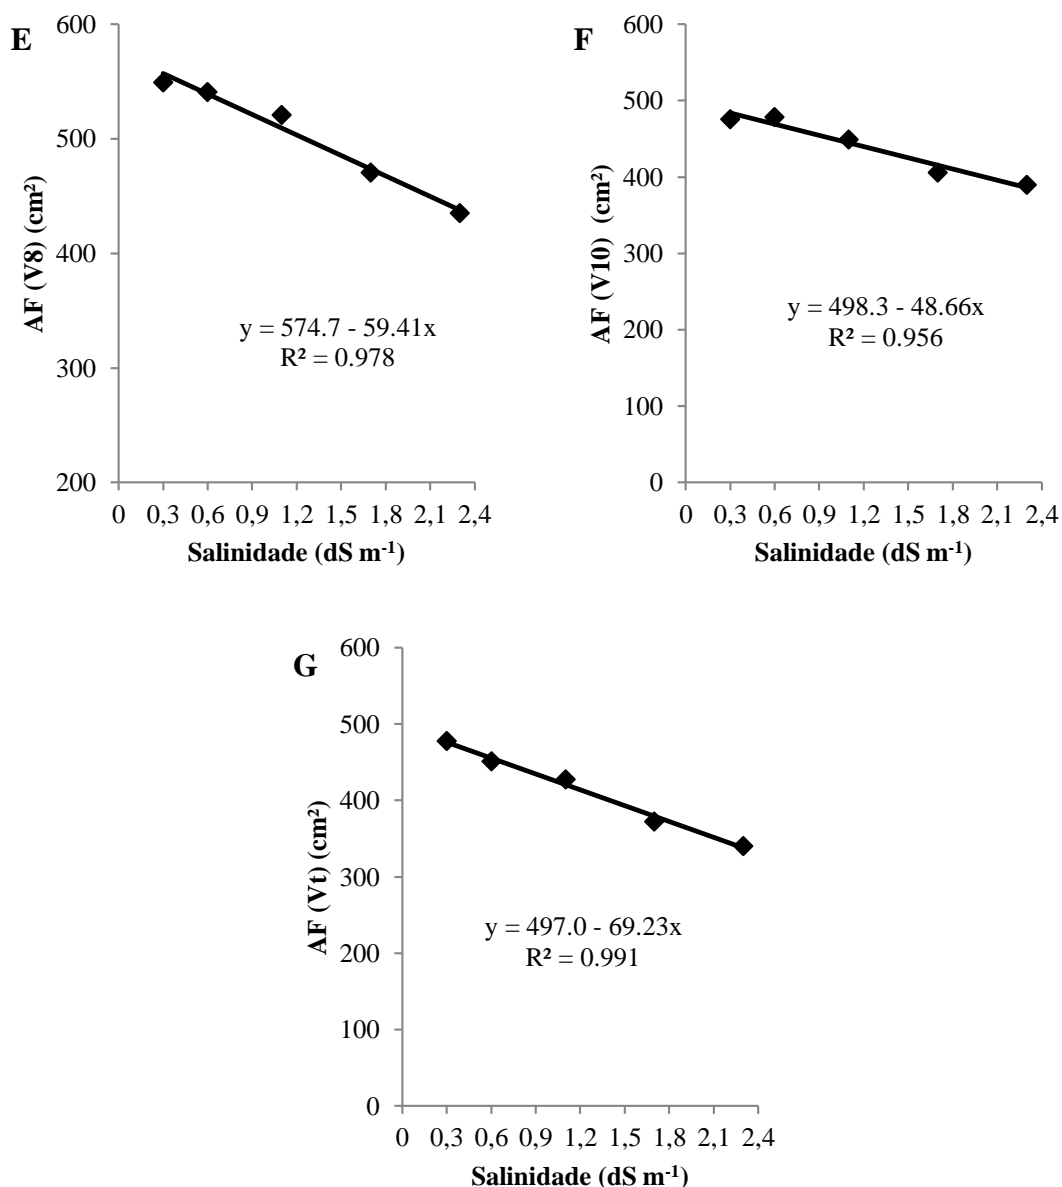 E
600
500
400
300
200
0 0,3 0,6 0,9 1,2 1,5 1,8 2,1 2,4
AF (V8) (cm²)
Salinidade (dS m⁻¹)
y = 574.7 - 59.41x
R² = 0.978
F
600
500
400
300
200
100
0
0 0,3 0,6 0,9 1,2 1,5 1,8 2,1 2,4
AF (V10) (cm²)
Salinidade (dS m⁻¹)
y = 498.3 - 48.66x
R² = 0.956
G
600
500
400
300
200
100
0
0 0,3 0,6 0,9 1,2 1,5 1,8 2,1 2,4
AF (Vt) (cm²)
Salinidade (dS m⁻¹)
y = 497.0 - 69.23x
R² = 0.991